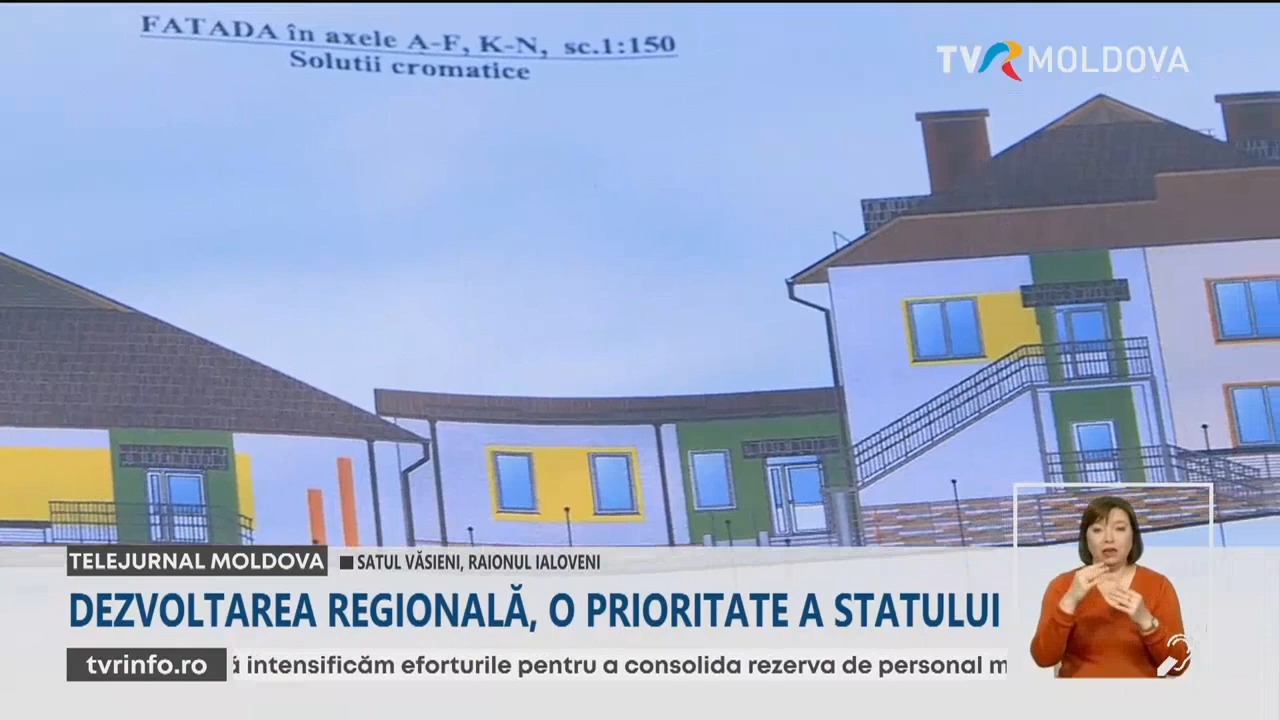 FATADA în axele A-F, K-N, sc.1:150
Solutii cromatice
TVR MOLDOVA
TELEJURNAL MOLDOVA
SATUL VĂSIENI, RAIONUL IALOVENI
DEZVOLTAREA REGIONALĂ, O PRIORITATE A STATULUI
tvrinfo.ro
ă intensificăm eforturile pentru a consolida rezerva de personal m